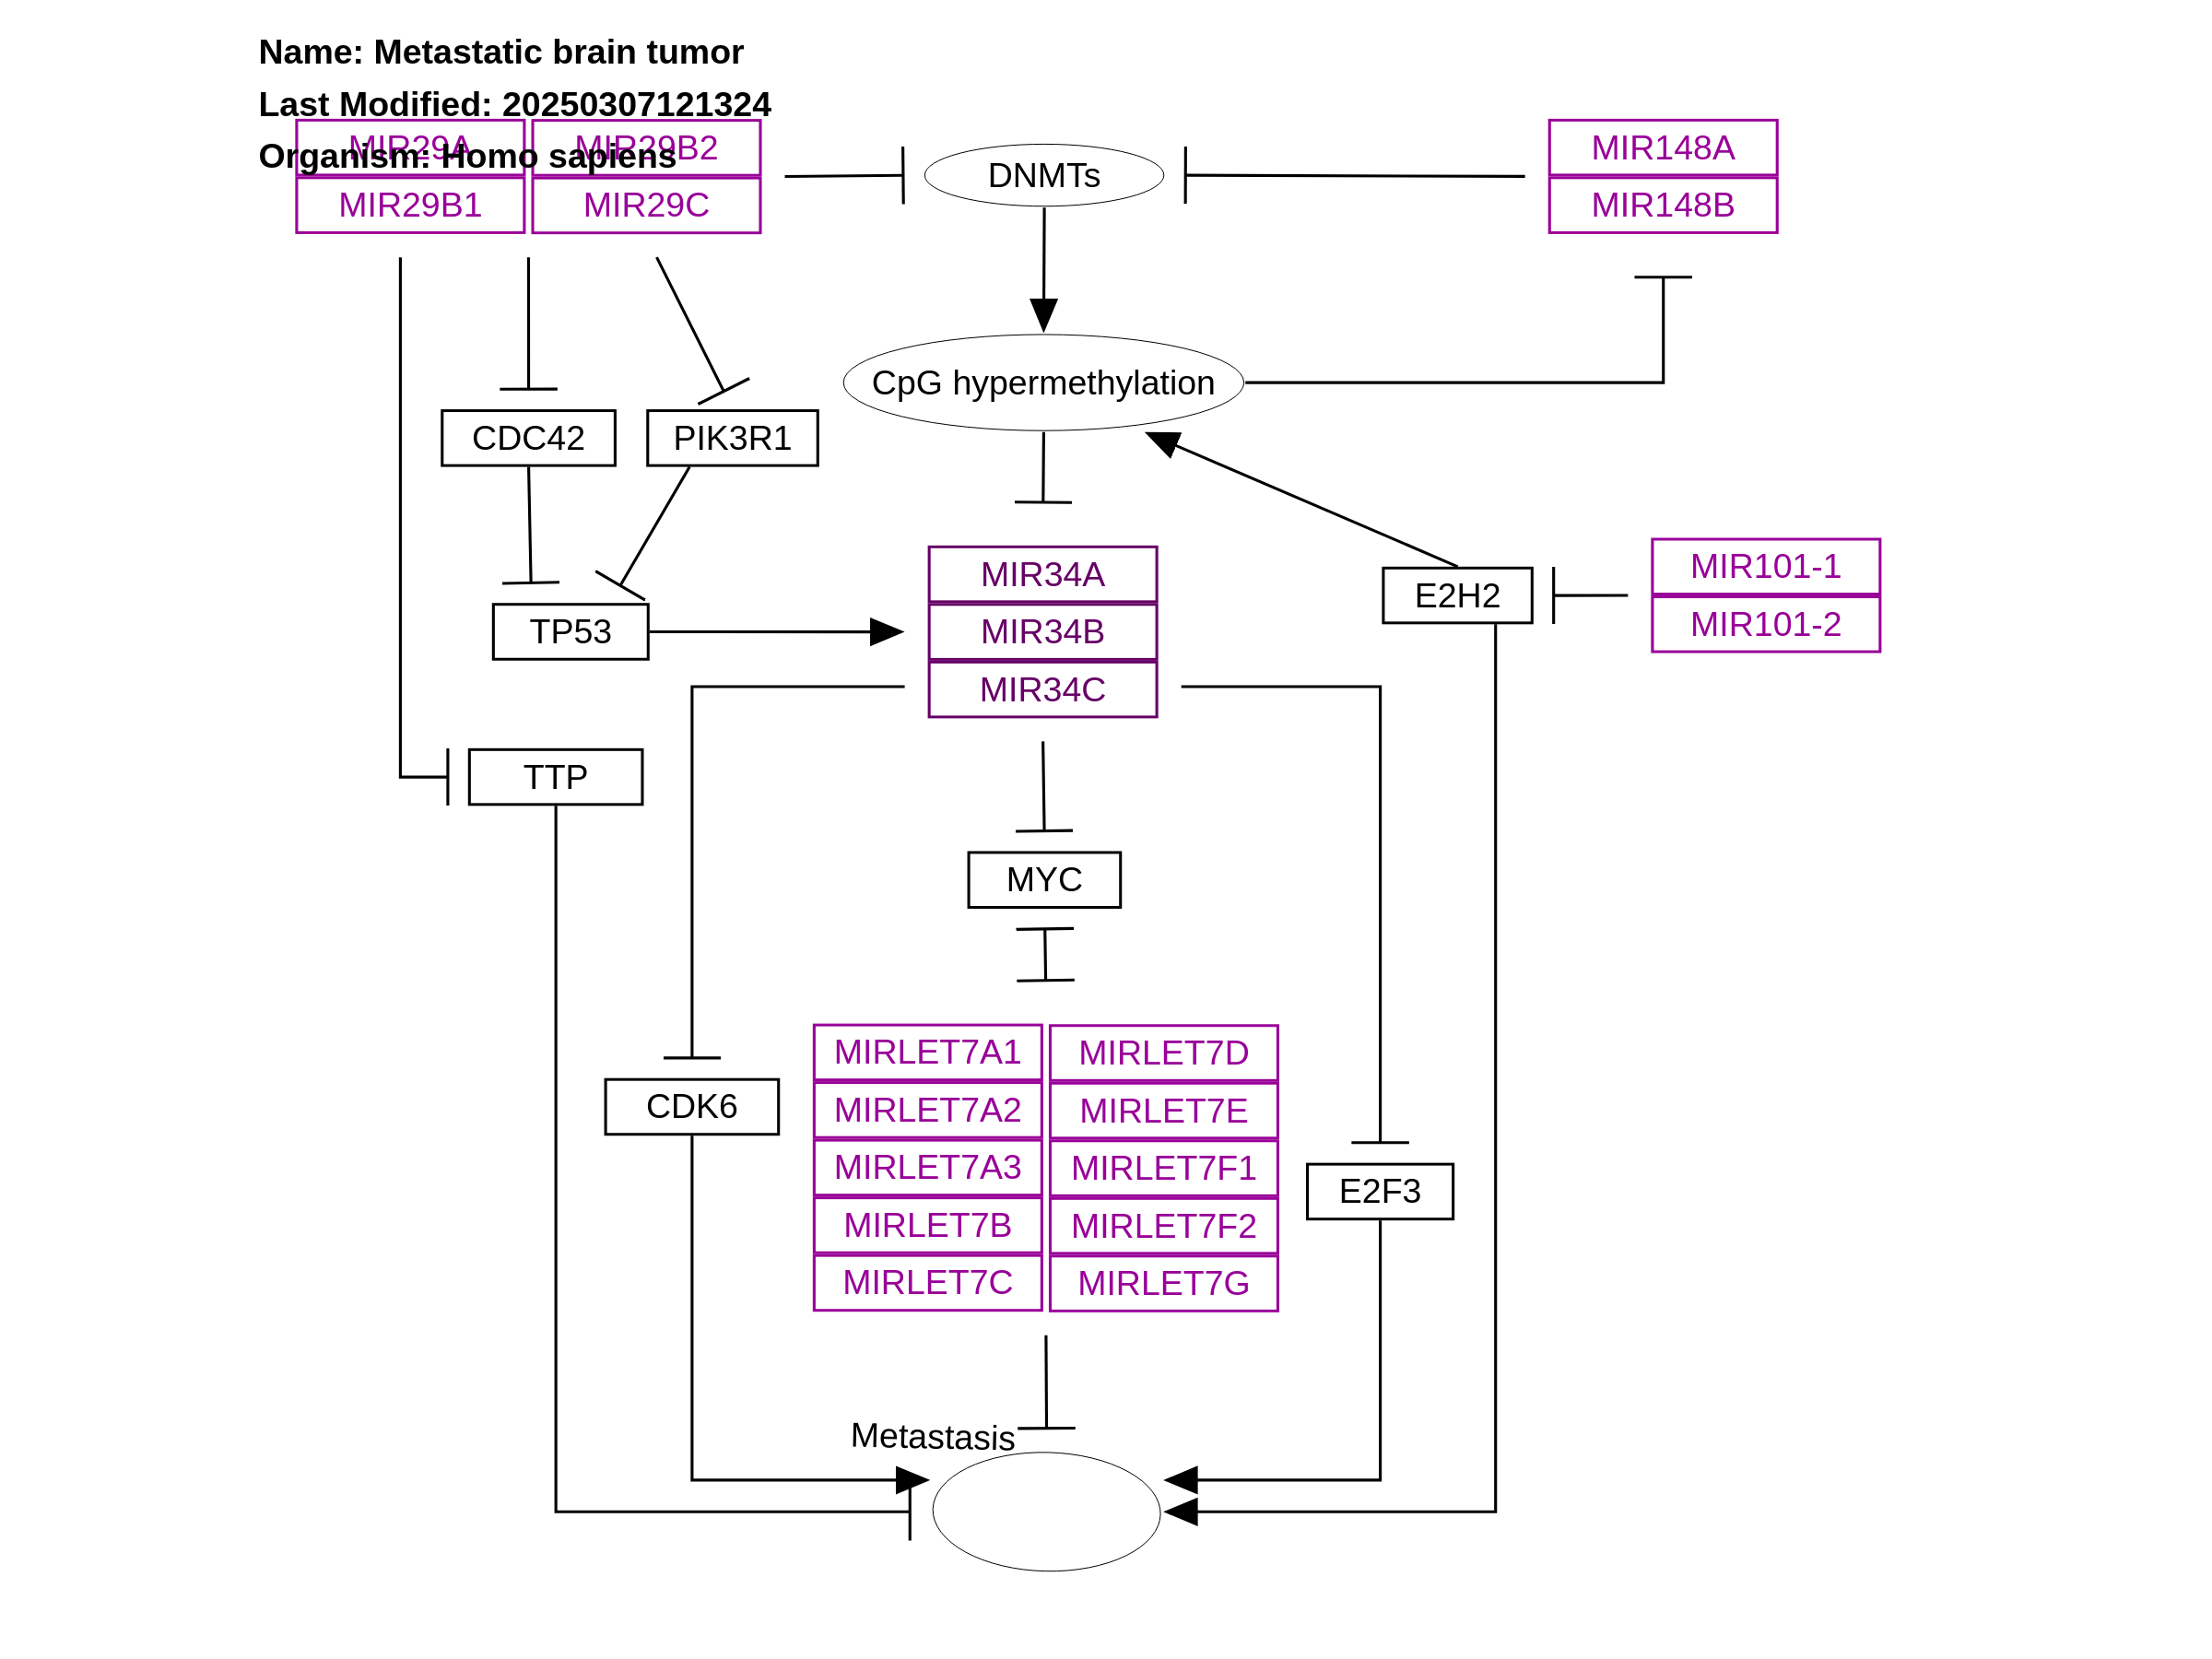 Name: Metastatic brain tumor
Last Modified: 20250307121324
Organism: Homo sapiens
MIR29A
MIR29B2
MIR29B1
MIR29C
DNMTs
MIR148A
MIR148B
CpG hypermethylation
CDC42
PIK3R1
MIR34A
MIR34B
MIR34C
E2H2
MIR101-1
MIR101-2
TP53
TTP
MYC
MIRLET7A1
MIRLET7D
MIRLET7A2
MIRLET7E
MIRLET7A3
MIRLET7F1
MIRLET7B
MIRLET7F2
MIRLET7C
MIRLET7G
CDK6
E2F3
Metastasis